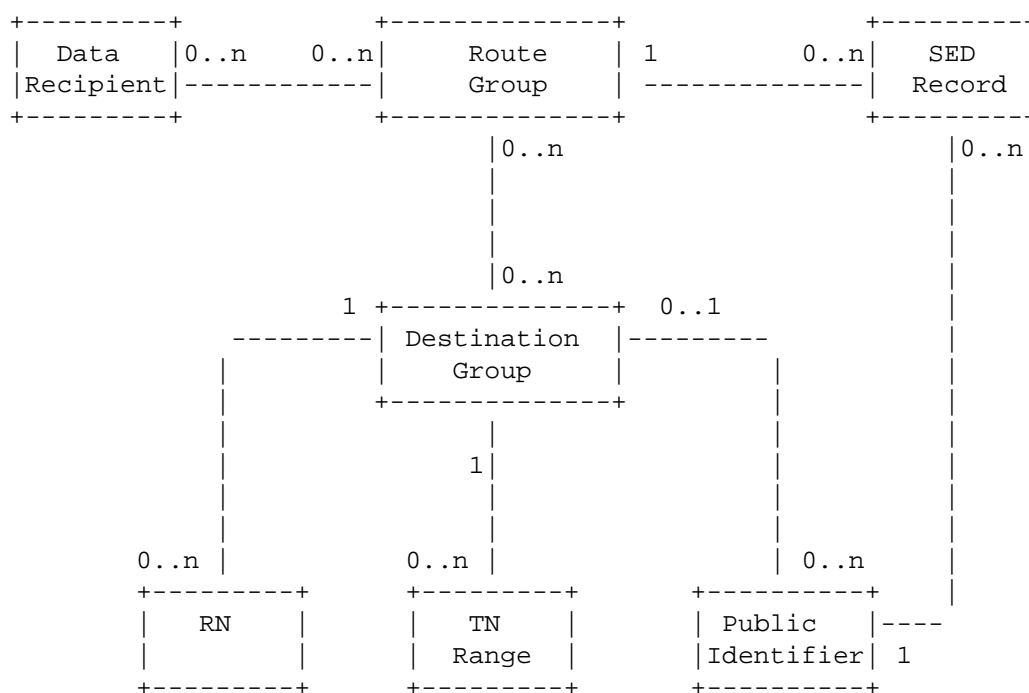 Data 0..n 0..n Route 1 0..n SED
Recipient Group Record
0..n 0..n
0..n
1 0..1
Destination
Group
1
0..n 0..n 0..n
RN TN Public
Range Identifier 1